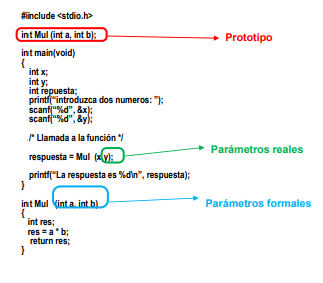 #iinclude <stdio.h>
int Mul (int a, int b);
Prototipo
int main(void)
{
int x;
int y;
int repuesta;
printf("introduzca dos numeros: ");
scanf("%d", &x);
scanf("%d", &y);
/* Llamada a la función */
respuesta = Mul (x,y);
Parámetros reales
printf("La respuesta es %d\n", respuesta);
}
int Mul (int a, int b)
Parámetros formales
{
int res;
res = a * b;
return res;
}